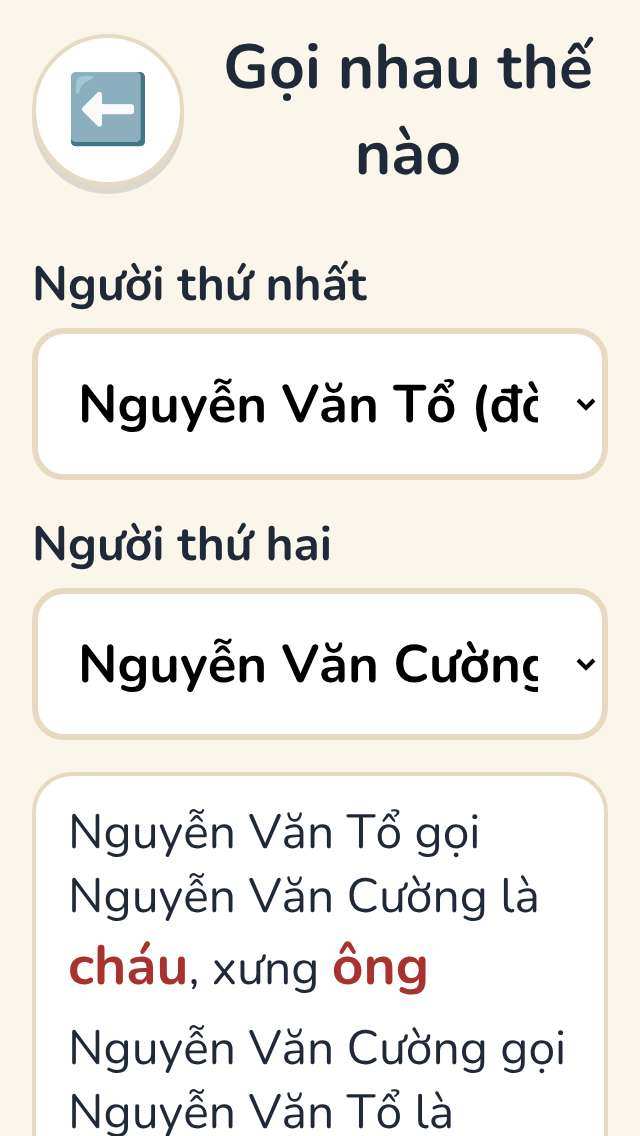 Gọi nhau thế
nào
Người thứ nhất
Nguyễn Văn Tổ
Người thứ hai
Nguyễn Văn Cường
Nguyễn Văn Tổ gọi
Nguyễn Văn Cường là
cháu, xưng ông
Nguyễn Văn Cường gọi
Nguyễn Văn Tổ là